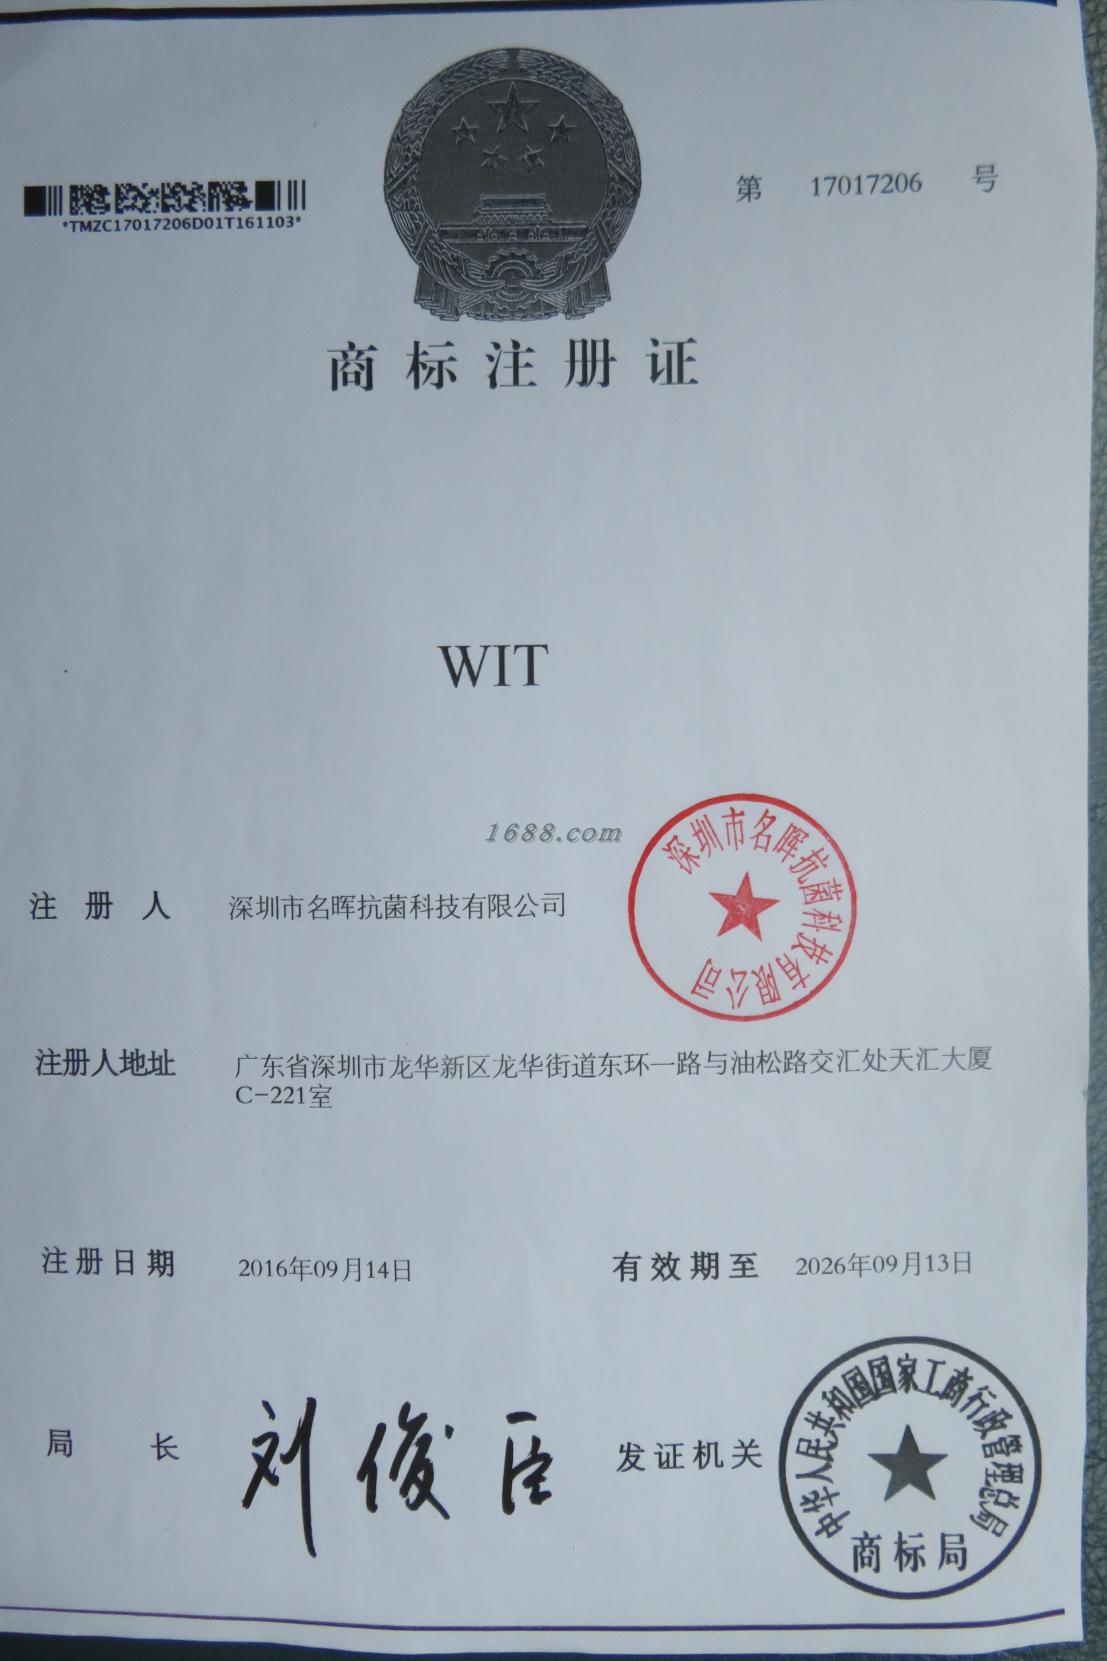 第 17017206 号
*TMZC17017206D01T161103*
商标注册证
WIT
1688.com
深圳市名晖抗菌科技有限公司
注册人 深圳市名晖抗菌科技有限公司
注册人地址 广东省深圳市龙华新区龙华街道东环一路与油松路交汇处天汇大厦
C-221室
注册日期 2016年09月14日 有效期至 2026年09月13日
局长 刘俊臣 发证机关
中华人民共和国国家工商行政管理总局
商标局